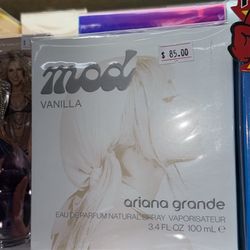 $ 85.00
mod
VANILLA
ariana grande
EAU DE PARFUM NATURAL SPRAY VAPORISATEUR
3.4 FL OZ 100 mL ℮